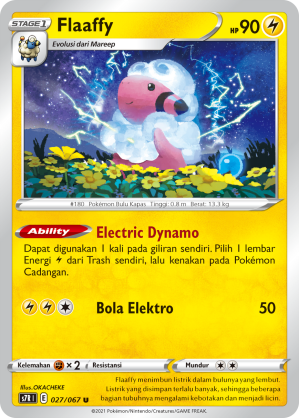 STAGE 1 Flaaffy HP 90
Evolusi dari Mareep
#180 Pokémon Bulu Kapas Tinggi: 0.8 m Berat: 13.3 kg
Ability Electric Dynamo
Dapat digunakan 1 kali pada giliran sendiri. Pilih 1 lembar
Energi dari Trash sendiri, lalu kenakan pada Pokémon
Cadangan.
Bola Elektro 50
Kelemahan × 2 Resistansi Mundur
Illus. OKACHEKE
s7R I E 027/067 U
Flaaffy menimbun listrik dalam bulunya yang lembut.
Listrik yang disimpan terlalu banyak, sehingga beberapa
bagian tubuhnya mengalami kebotakan dan menjadi licin.
©2021 Pokémon/Nintendo/Creatures/GAME FREAK.